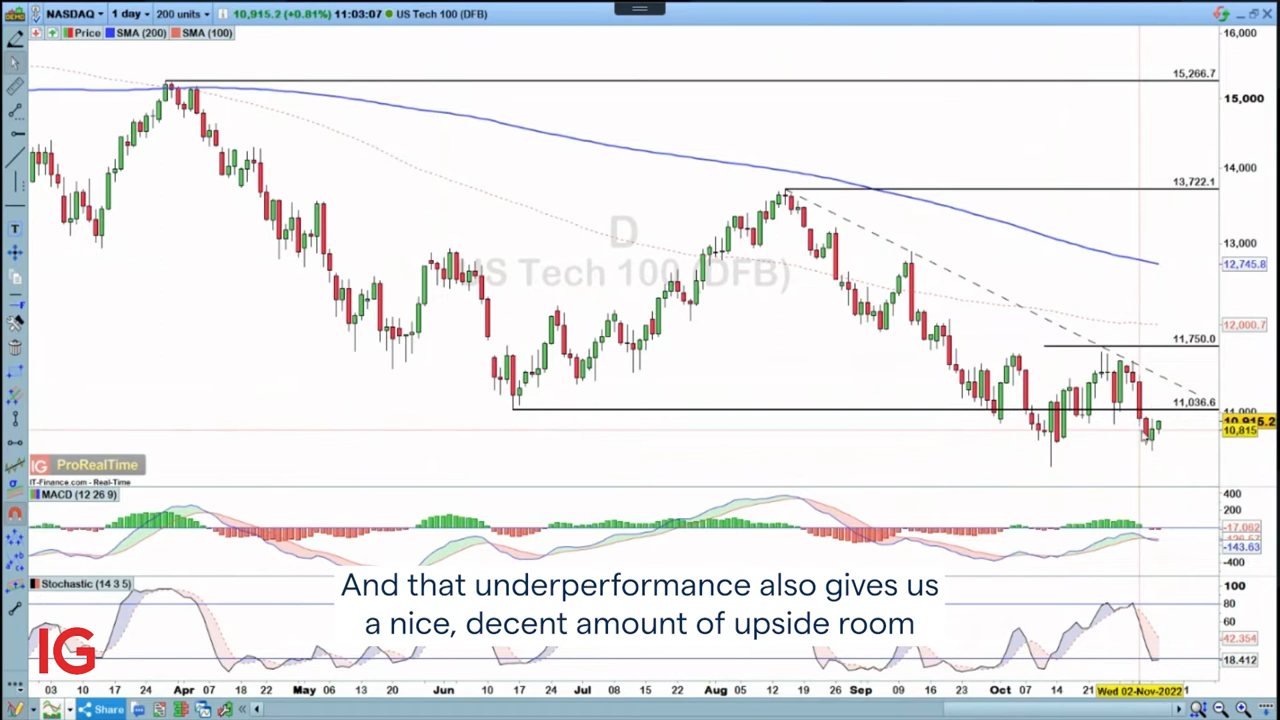 NASDAQ 1 day 200 units 10,915.2 (+0.81%) 11:03:07 US Tech 100 (DFB)
Price SMA (200) SMA (100)
16,000
15,266.7
15,000
14,000
13,722.1
13,000
12,745.8
D
US Tech 100 (DFB)
12,000.7
11,750.0
11,036.6
11,000
10,915.2
10,815
IG ProRealTime
IT-Finance.com - Real-Time
MACD (12 26 9)
400
200
-17.062
-143.63
-400
Stochastic (14 3 5)
100
80
60
42.354
18.412
And that underperformance also gives us
a nice, decent amount of upside room
IG
03 10 17 24 Apr 07 18 22 May 06 13 20 Jun 10 17 24 Jul 08 15 22 Aug 06 12 19 26 Sep 09 16 23 Oct 07 14 21 Wed 02-Nov-2022
Share